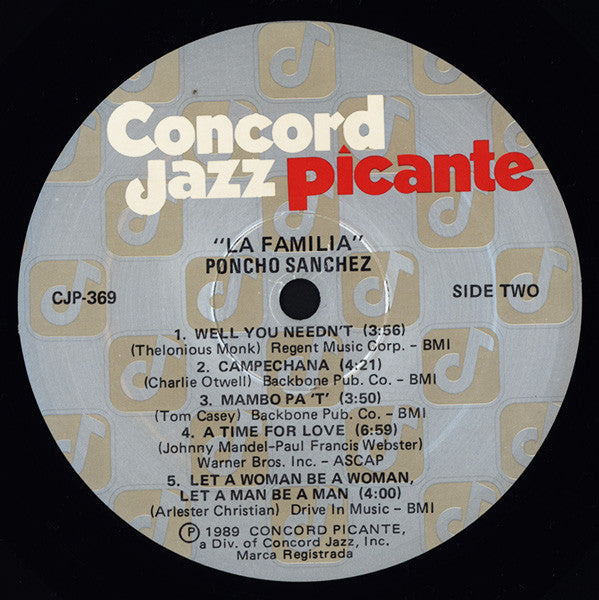 Concord
Jazz picante
"LA FAMILIA"
PONCHO SANCHEZ
CJP-369 SIDE TWO
1. WELL YOU NEEDN'T (3:56)
(Thelonious Monk) Regent Music Corp. – BMI
2. CAMPECHANA (4:21)
(Charlie Otwell) Backbone Pub. Co. – BMI
3. MAMBO PA 'T' (3:50)
(Tom Casey) Backbone Pub. Co. – BMI
4. A TIME FOR LOVE (6:59)
(Johnny Mandel-Paul Francis Webster)
Warner Bros. Inc. – ASCAP
5. LET A WOMAN BE A WOMAN,
LET A MAN BE A MAN (4:00)
(Arlester Christian) Drive In Music – BMI
Ⓟ 1989 CONCORD PICANTE,
a Div. of Concord Jazz, Inc.
Marca Registrada